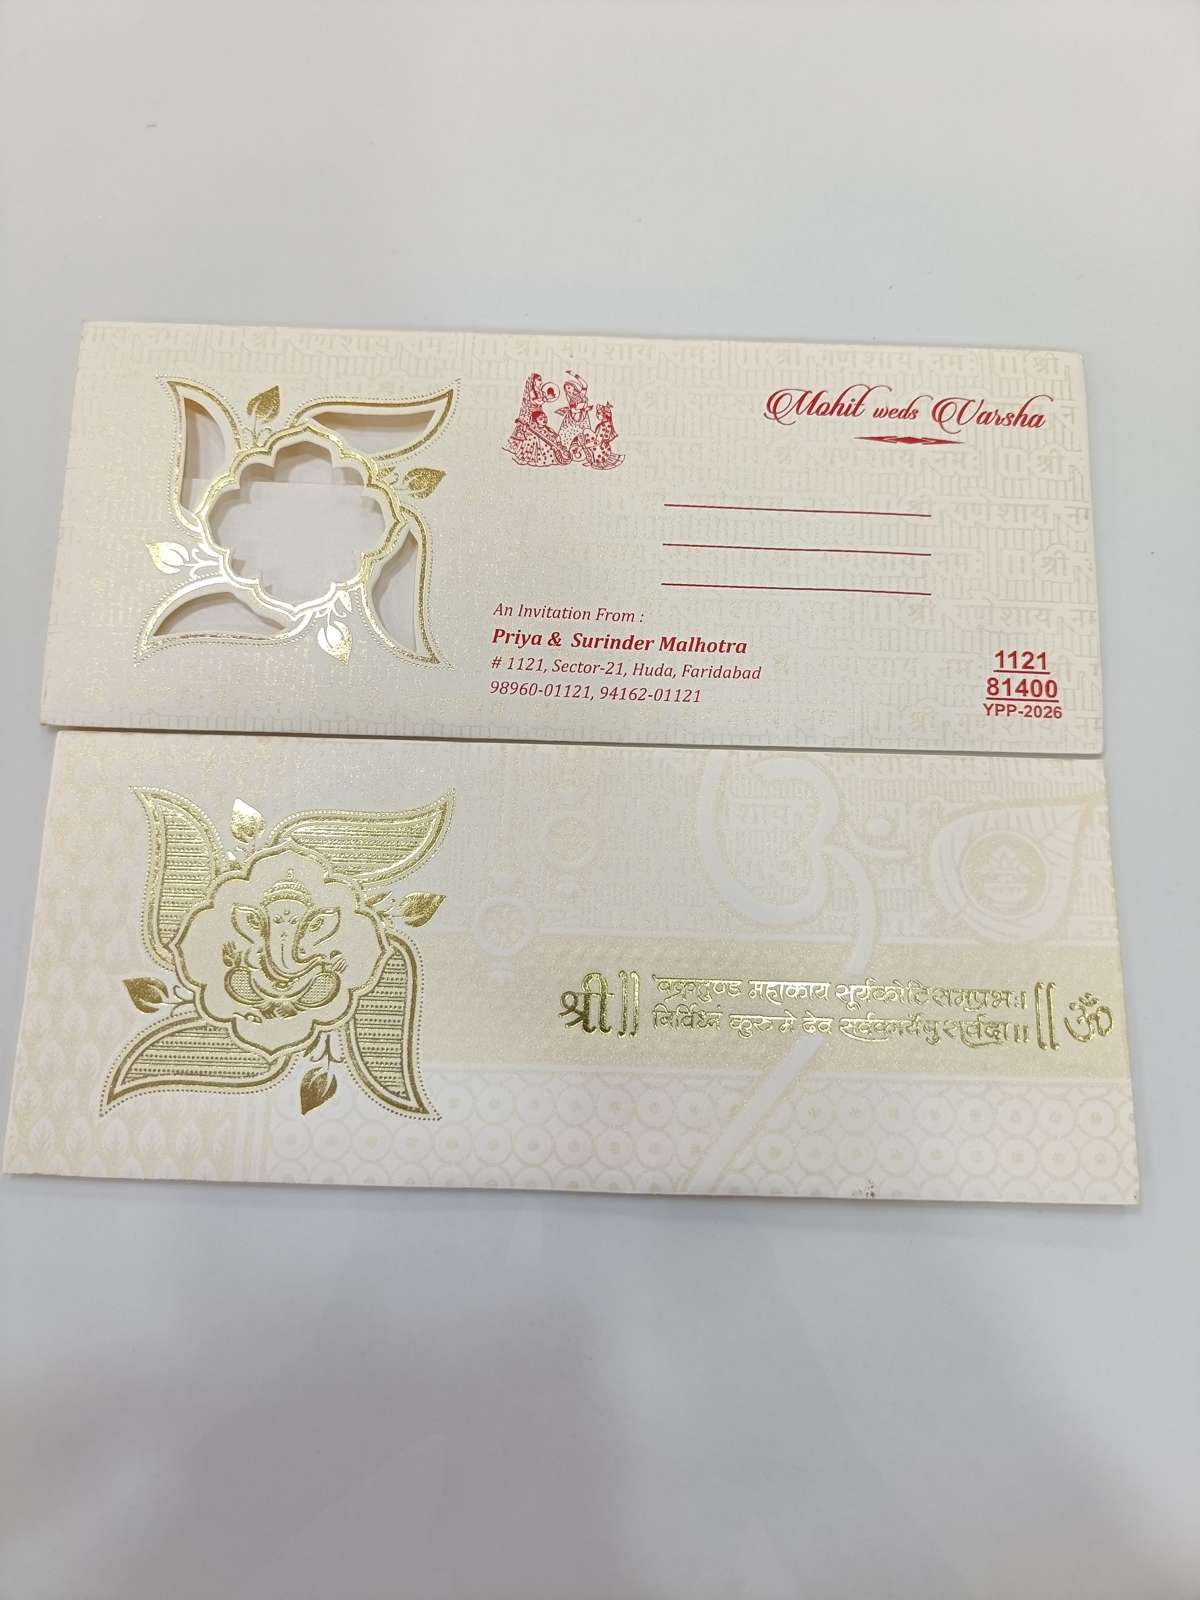 Mohit weds Varsha
An Invitation From :
Priya & Surinder Malhotra
# 1121, Sector-21, Huda, Faridabad
98960-01121, 94162-01121
1121
81400
YPP-2026
श्री॥ वक्रतुण्ड महाकाय सूर्यकोटिसमप्रभः।
निर्विघ्नं कुरु मे देव सर्वकार्येषु सर्वदा॥ ॥ ॐ